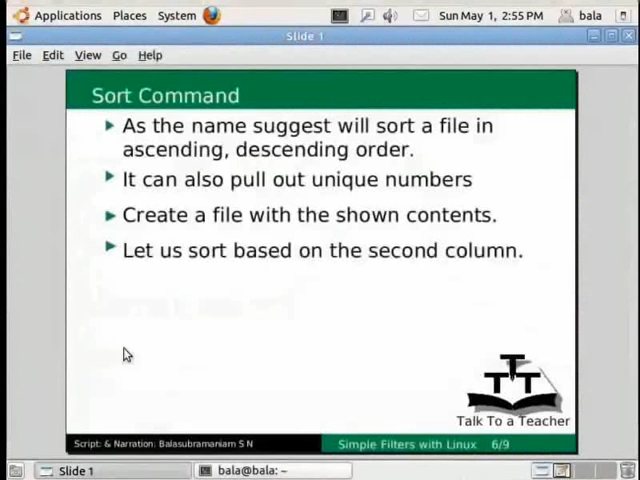 Applications Places System Sun May 1, 2:55 PM bala
Slide 1
File Edit View Go Help
Sort Command
As the name suggest will sort a file in
ascending, descending order.
It can also pull out unique numbers
Create a file with the shown contents.
Let us sort based on the second column.
T
T T
Talk To a Teacher
Script: & Narration: Balasubramaniam S N Simple Filters with Linux 6/9
Slide 1 bala@bala: ~